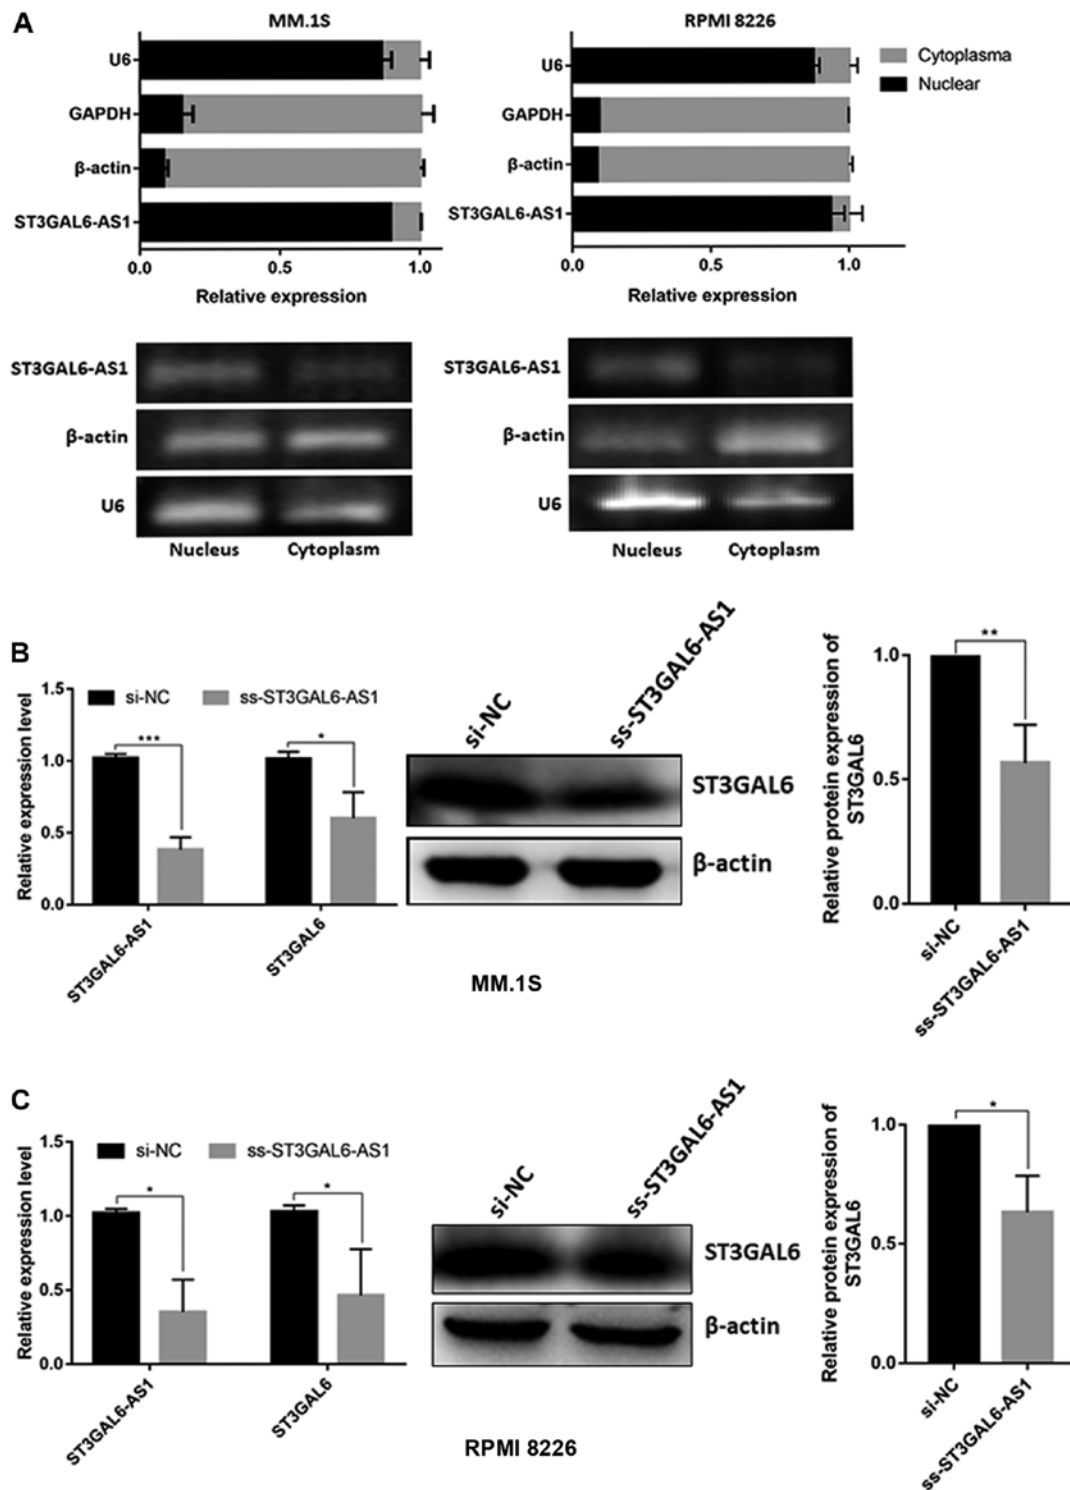 A
MM.1S
U6
GAPDH
β-actin
ST3GAL6-AS1
0.0 0.5 1.0
Relative expression
RPMI 8226
U6
GAPDH
β-actin
ST3GAL6-AS1
0.0 0.5 1.0
Relative expression
Cytoplasma
Nuclear
ST3GAL6-AS1
β-actin
U6
Nucleus Cytoplasm
ST3GAL6-AS1
β-actin
U6
Nucleus Cytoplasm
B
Relative expression level
1.5
1.0
0.5
0.0
si-NC ss-ST3GAL6-AS1
***
*
ST3GAL6-AS1
ST3GAL6
si-NC
ss-ST3GAL6-AS1
ST3GAL6
β-actin
Relative protein expression of
ST3GAL6
1.0
0.5
0.0
**
si-NC
ss-ST3GAL6-AS1
MM.1S
C
Relative expression level
1.5
1.0
0.5
0.0
si-NC ss-ST3GAL6-AS1
*
*
ST3GAL6-AS1
ST3GAL6
si-NC
ss-ST3GAL6-AS1
ST3GAL6
β-actin
Relative protein expression of
ST3GAL6
1.0
0.5
0.0
*
si-NC
ss-ST3GAL6-AS1
RPMI 8226